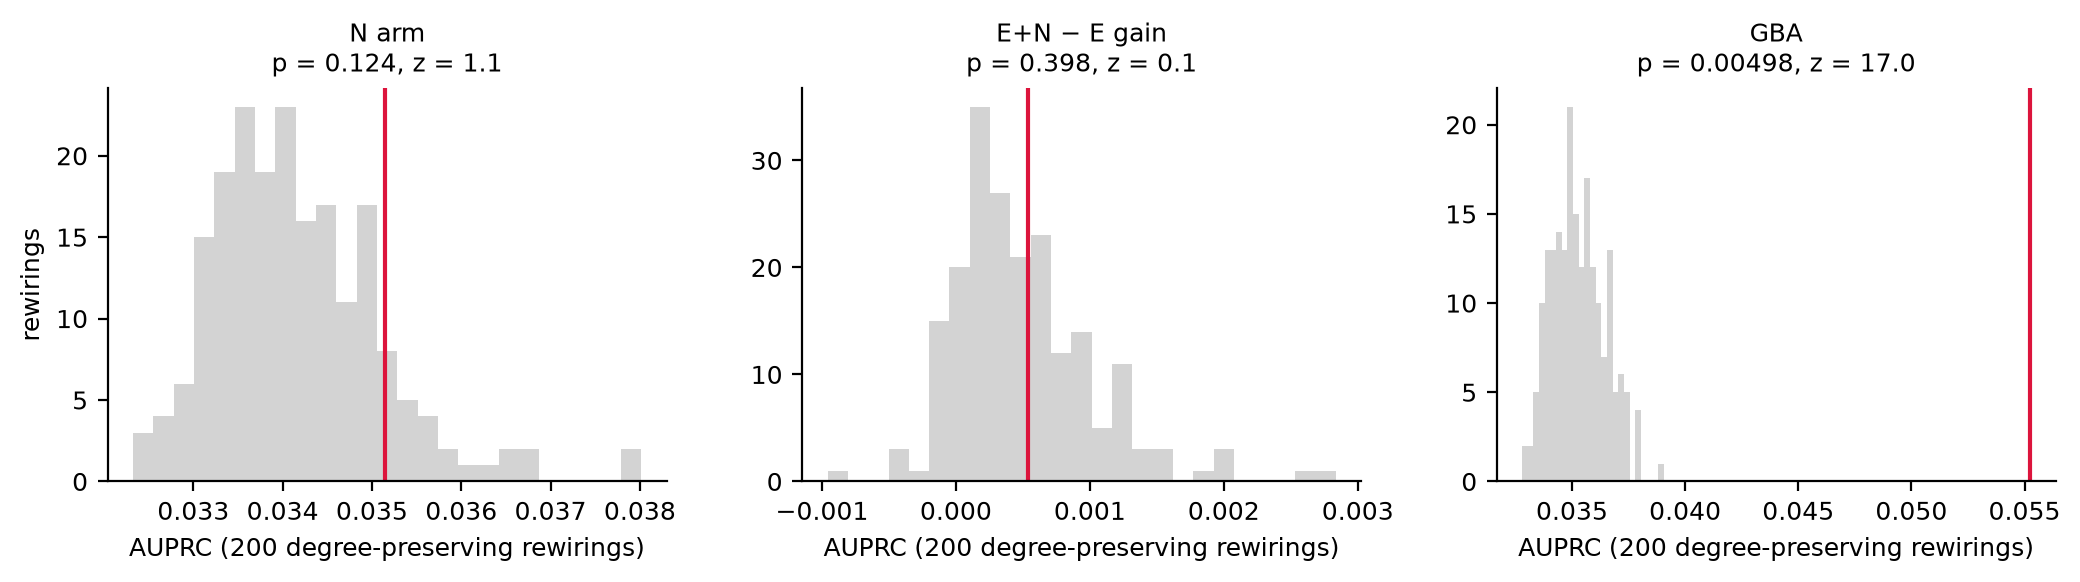 N arm
p = 0.124, z = 1.1
rewirings
20
15
10
5
0
0.033 0.034 0.035 0.036 0.037 0.038
AUPRC (200 degree-preserving rewirings)
E+N − E gain
p = 0.398, z = 0.1
30
20
10
0
−0.001 0.000 0.001 0.002 0.003
AUPRC (200 degree-preserving rewirings)
GBA
p = 0.00498, z = 17.0
20
15
10
5
0
0.035 0.040 0.045 0.050 0.055
AUPRC (200 degree-preserving rewirings)